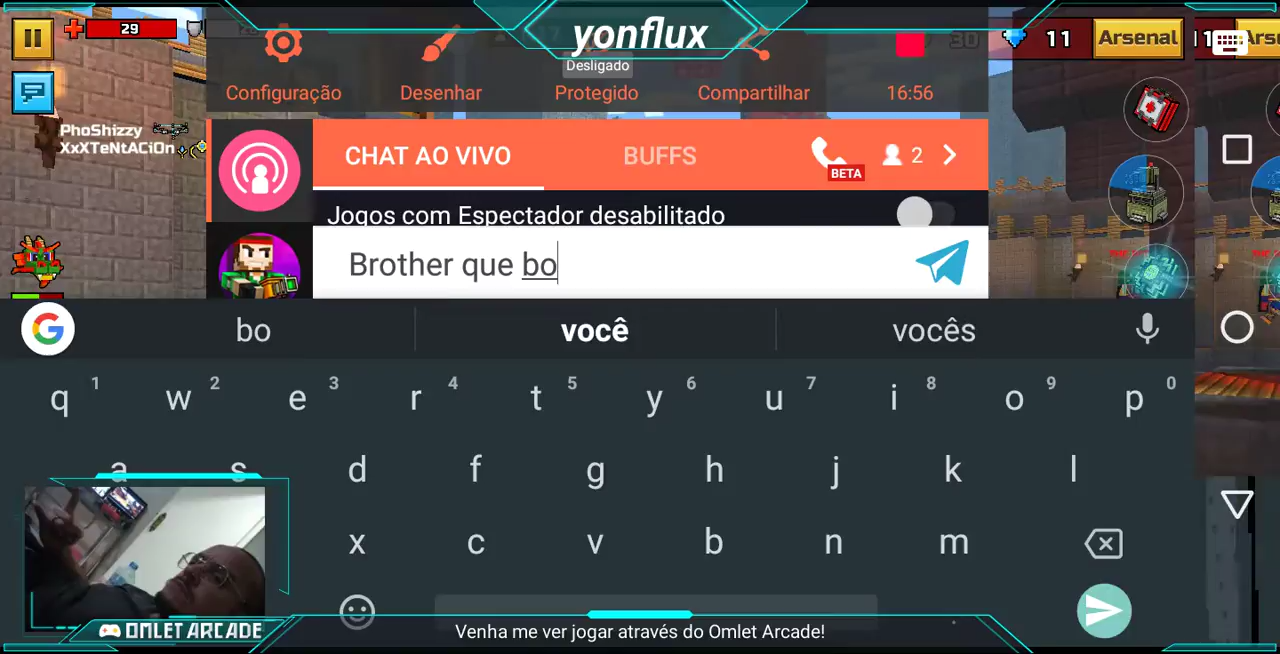 29
yonflux
Desligado
30
11
Arsenal
Configuração
Desenhar
Protegido
Compartilhar
16:56
PhoShizzy
XxXTeNtACiOn
CHAT AO VIVO
BUFFS
BETA
2
Jogos com Espectador desabilitado
Brother que bo
bo
você
vocês
q 1 w 2 e 3 r 4 t 5 y 6 u 7 i 8 o 9 p 0
a s d f g h j k l
x c v b n m
OMLET ARCADE
Venha me ver jogar através do Omlet Arcade!